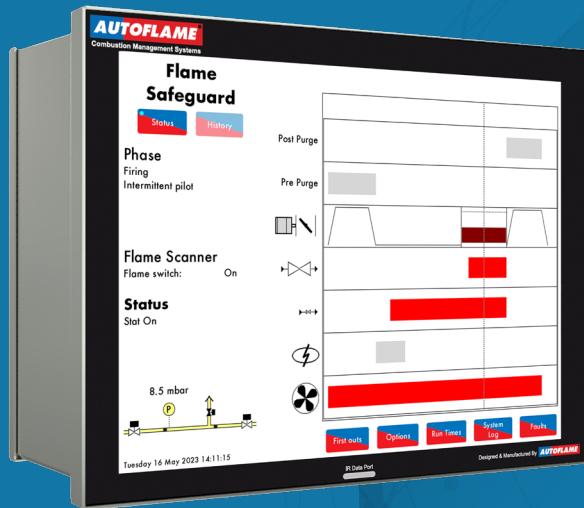 AUTOFLAME
Combustion Management Systems
Flame
Safeguard
Status
History
Phase
Firing
Intermittent pilot
Flame Scanner
Flame switch: On
Status
Stat On
8.5 mbar
P
Tuesday 16 May 2023 14:11:15
Post Purge
Pre Purge
First outs
Options
Run Times
System
Log
Faults
IR Data Port
Designed & Manufactured By AUTOFLAME